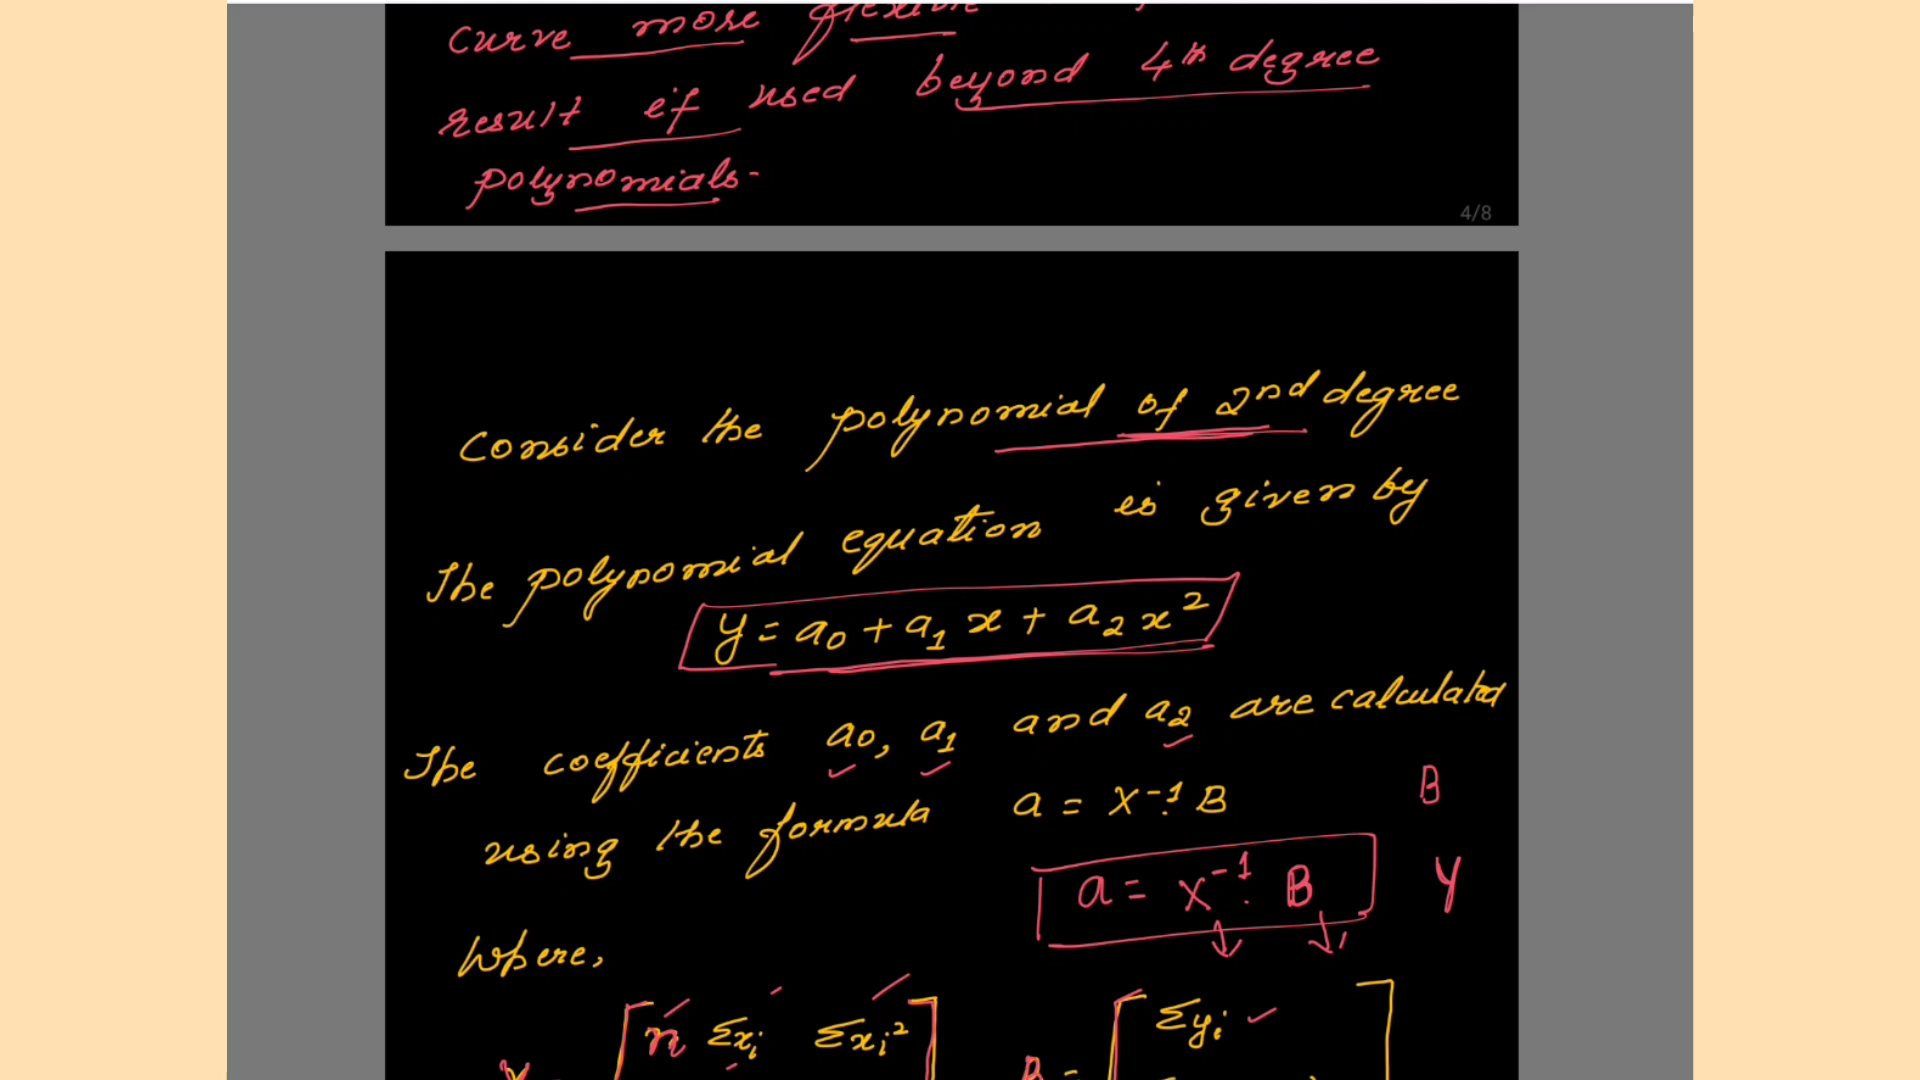 curve more flexible
result if used beyond 4th degree
polynomials.
4/8
Consider the polynomial of 2nd degree
The polynomial equation is given by
y = a0 + a1 x + a2 x²
The coefficients a0, a1 and a2 are calculated
using the formula a = X⁻¹. B
B
a = X⁻¹. B
Y
Where,
X = [ n Σxi Σxi² ] B = [ Σyi ]